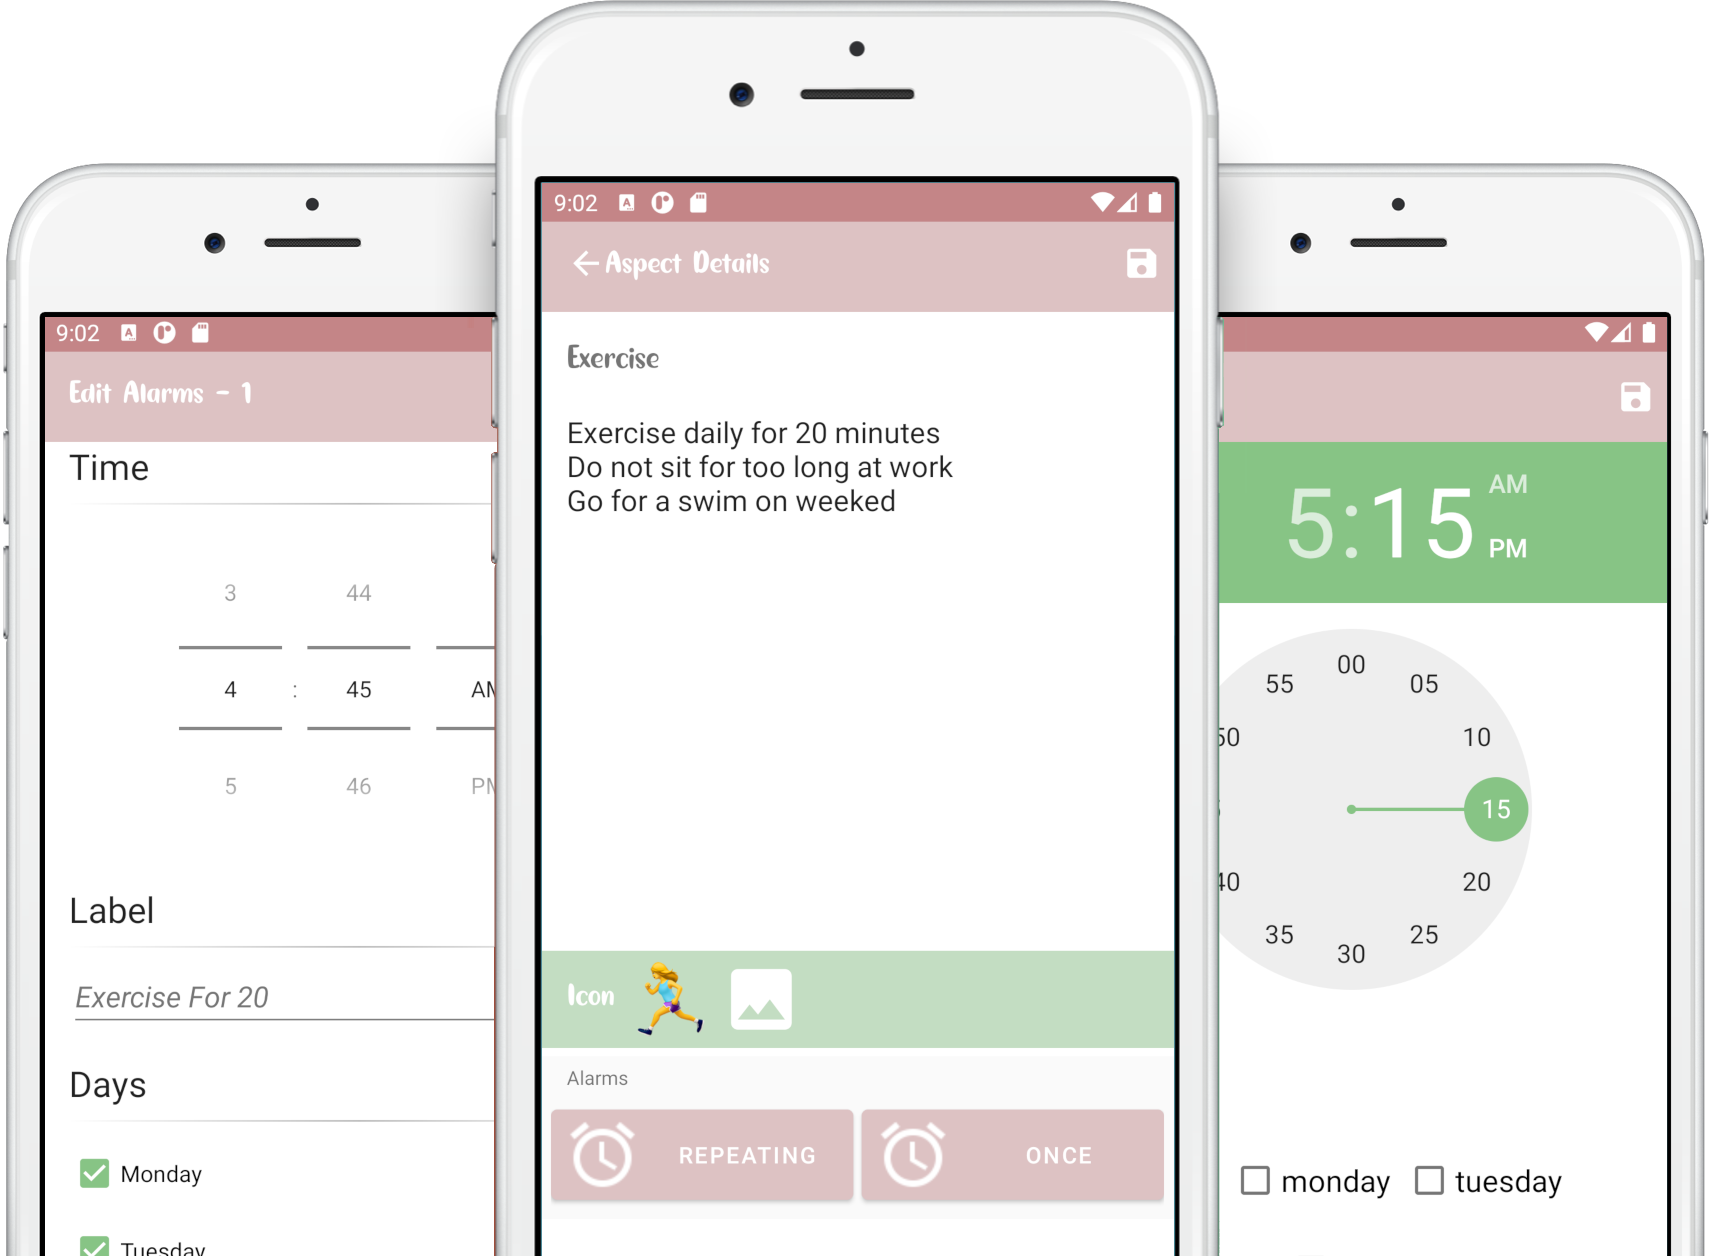 9:02
Edit Alarms - 1
Time
3 44
4 : 45
5 46
Label
Exercise For 20
Days
Monday
Tuesday
9:02
Aspect Details
Exercise
Exercise daily for 20 minutes
Do not sit for too long at work
Go for a swim on weeked
Icon
Alarms
REPEATING
ONCE
5:15
AM
PM
00
55
05
10
15
40
20
35
25
30
monday
tuesday